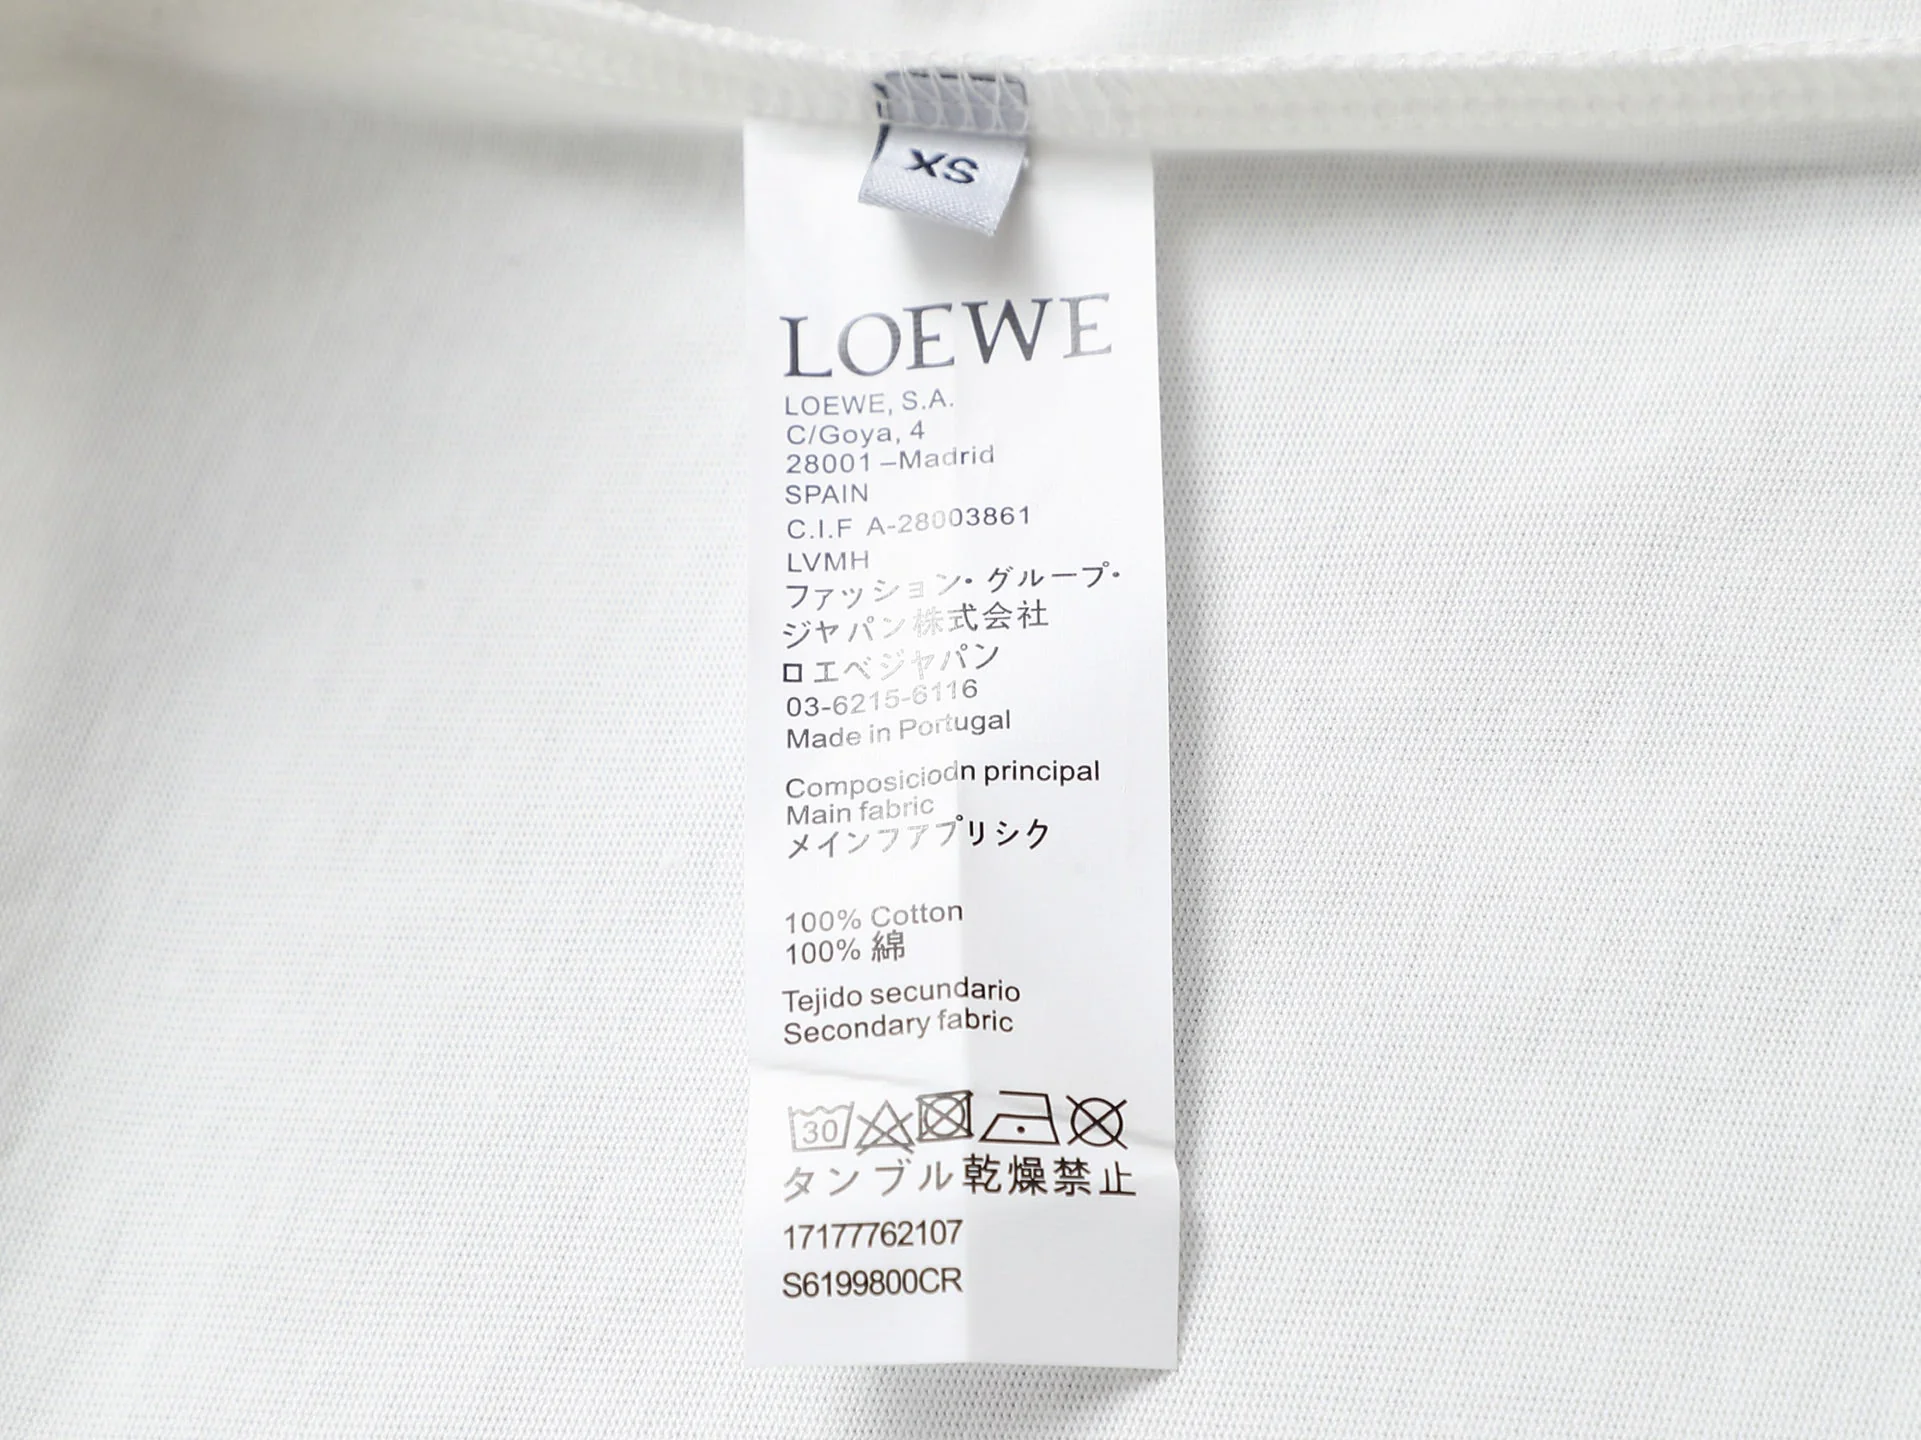 XS
LOEWE
LOEWE, S.A.
C/Goya, 4
28001 –Madrid
SPAIN
C.I.F A-28003861
LVMH
ファッション・グループ・
ジャパン株式会社
ロエベジャパン
03-6215-6116
Made in Portugal
Composiciodn principal
Main fabric
メインファプリシク
100% Cotton
100% 綿
Tejido secundario
Secondary fabric
30
タンブル乾燥禁止
17177762107
S6199800CR